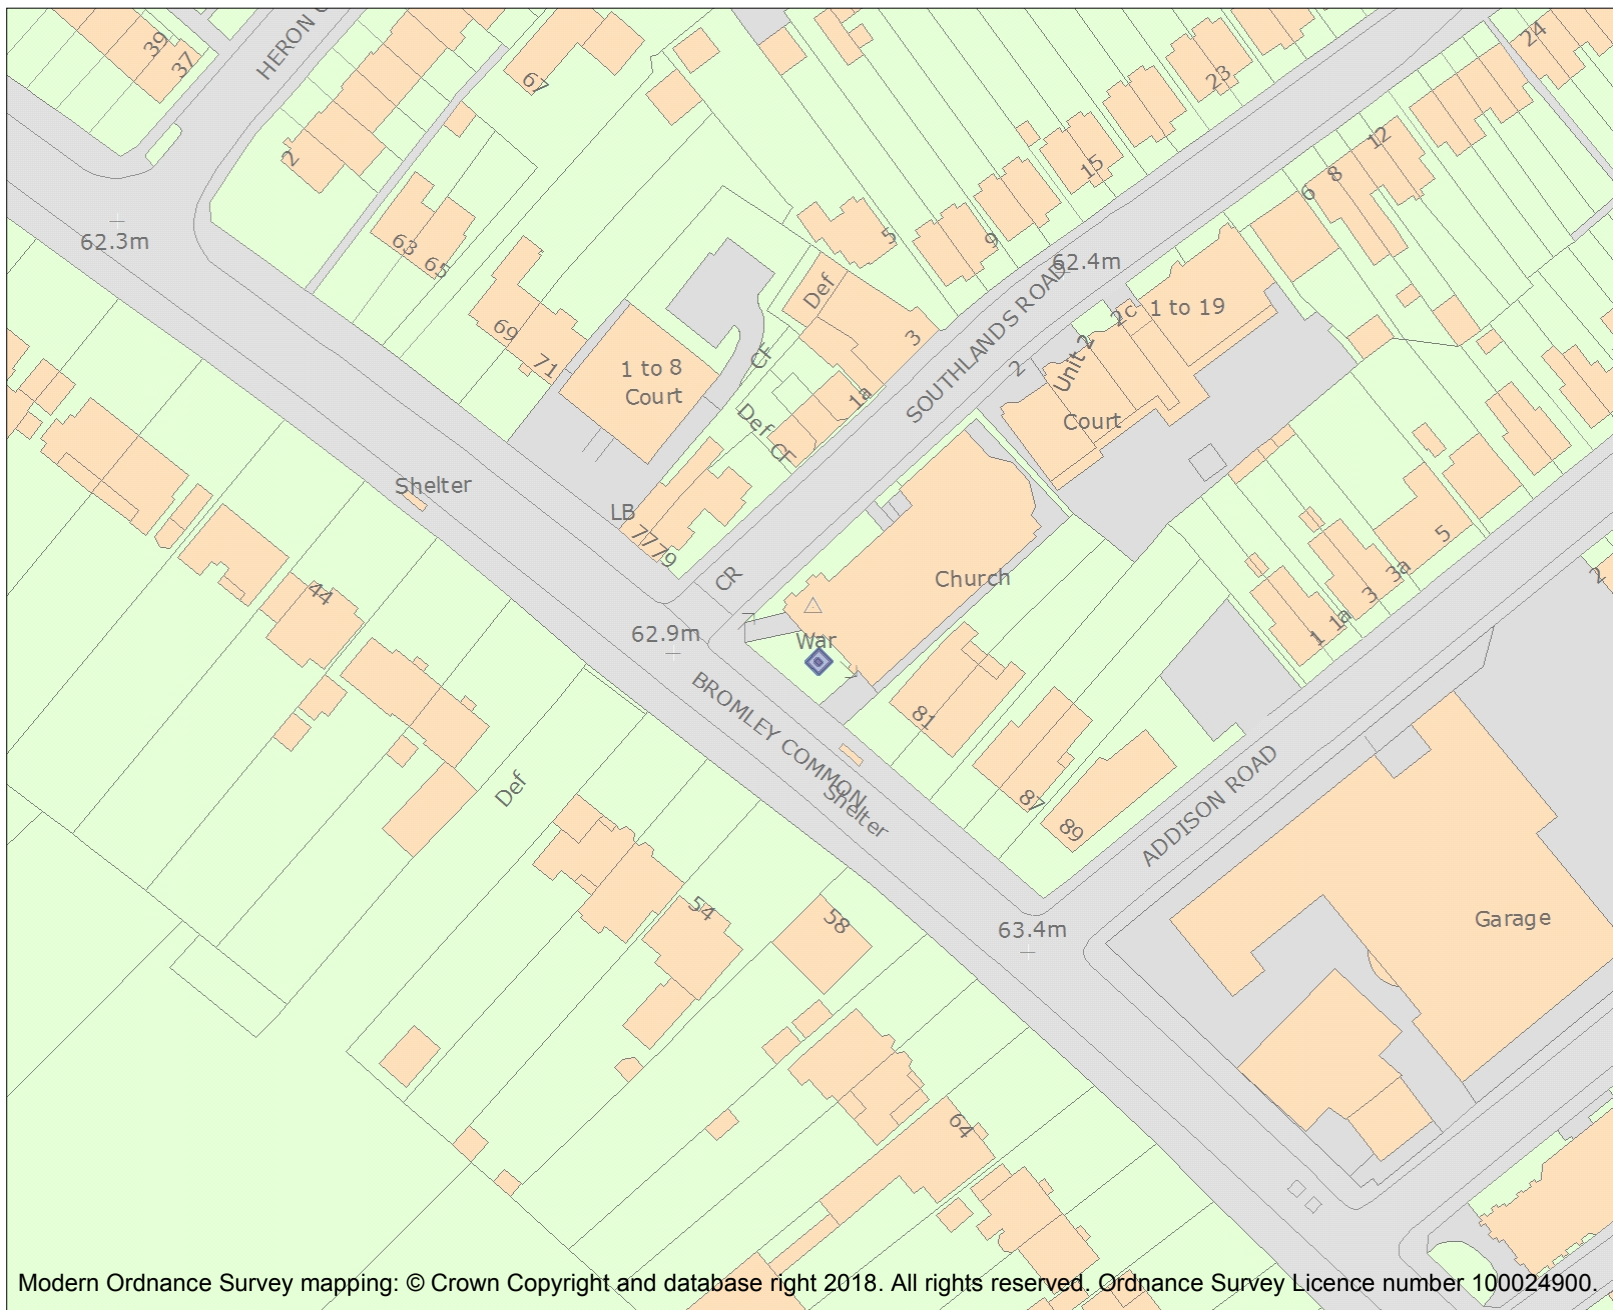 39
37
HERON
67
24
23
2
12
15
8
6
62.3m
63 65
5
9
62.4m
Def
2c
1 to 19
69
71
3
SOUTHLANDS ROAD
Unit 2
2
1 to 8
Court
CF
1a
Court
Def
CF
Shelter
LB
7779
5
CR
Church
3a
3
2
44
1a
1
62.9m
War
81
BROMLEY COMMON
Shelter
87
89
ADDISON ROAD
Def
54
58
63.4m
Garage
64
Modern Ordnance Survey mapping: © Crown Copyright and database right 2018. All rights reserved. Ordnance Survey Licence number 100024900.